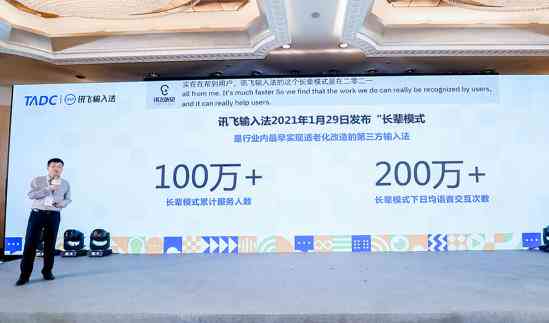 实在在帮到用户，讯飞输入法的这个长辈模式是在二零二一
all from me. It's much faster So we find that the work we do can really be recognized by users,
and it can really help users.
TADC
讯飞输入法
讯飞听见
讯飞输入法2021年1月29日发布“长辈模式
是行业内最早实现适老化改造的第三方输入法
100万+
200万+
长辈模式累计服务人数
长辈模式下日均语音交互次数